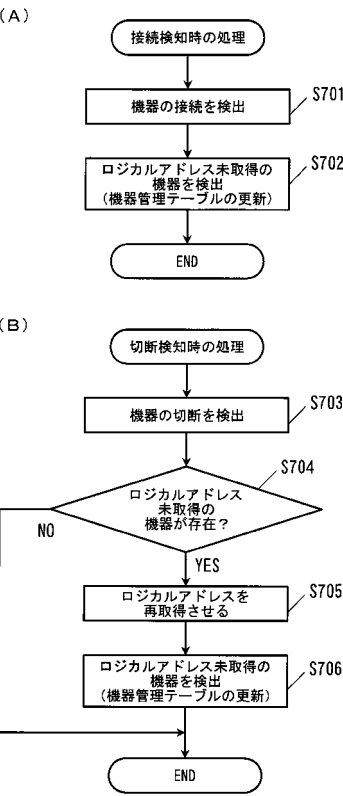 (A)
接続検知時の処理
機器の接続を検出
S701
ロジカルアドレス未取得の
機器を検出
(機器管理テーブルの更新)
S702
END
(B)
切断検知時の処理
機器の切断を検出
S703
ロジカルアドレス
未取得の
機器が存在?
S704
NO
YES
ロジカルアドレスを
再取得させる
S705
ロジカルアドレス未取得の
機器を検出
(機器管理テーブルの更新)
S706
END